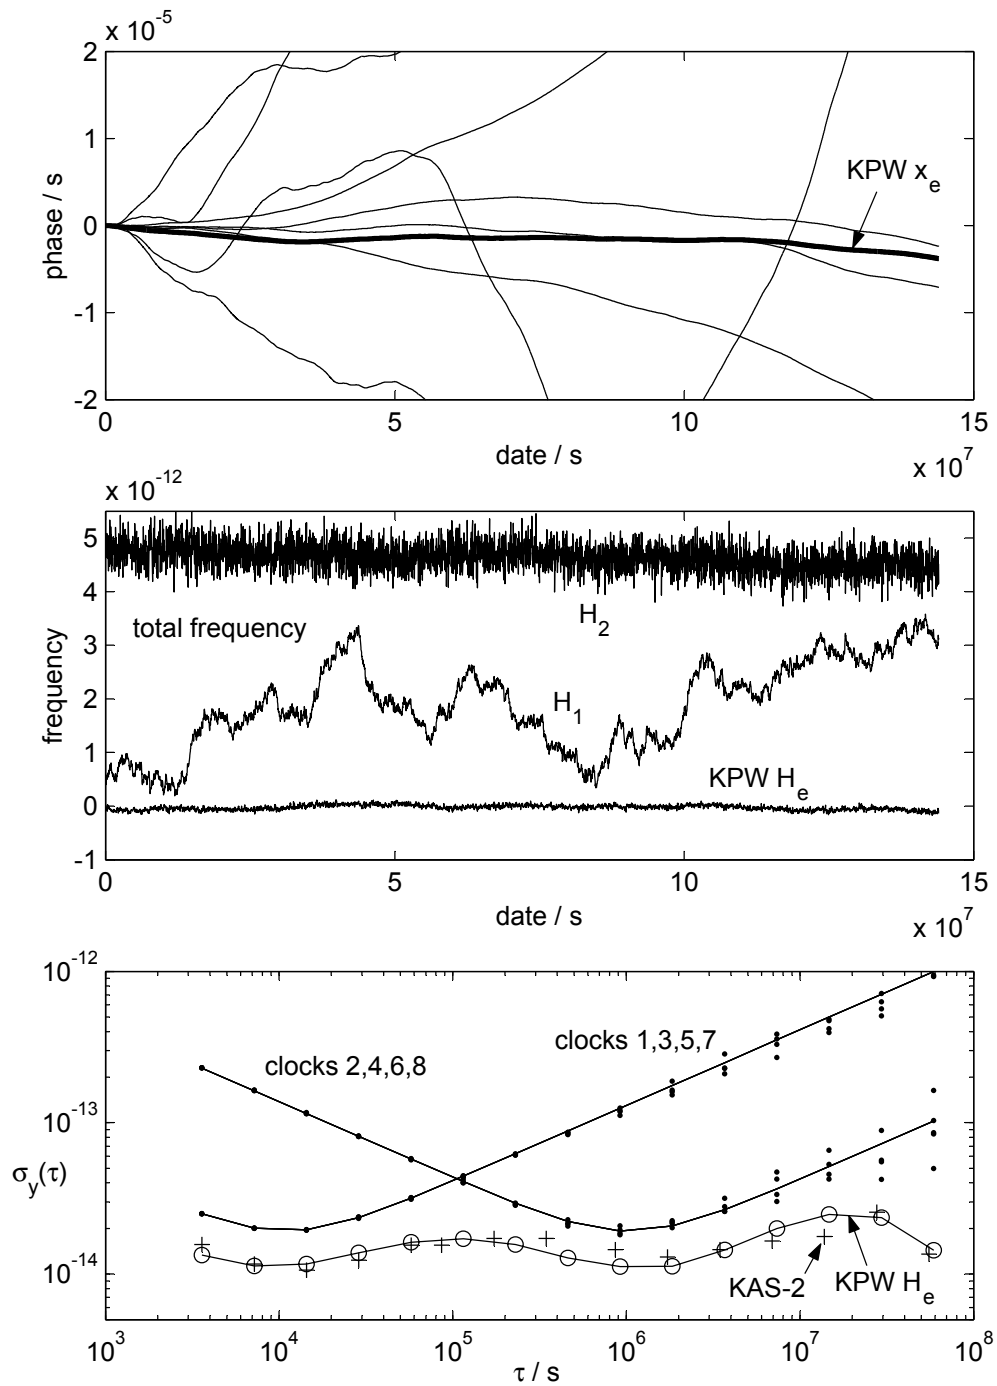 x 10^-5
2
1
0
-1
-2
phase / s
KPW x_e
0
5
10
15
date / s
x 10^7
x 10^-12
5
4
3
2
1
0
-1
frequency
total frequency
H_2
H_1
KPW H_e
0
5
10
15
date / s
x 10^7
10^-12
10^-13
10^-14
σ_y(τ)
clocks 2,4,6,8
clocks 1,3,5,7
KAS-2
KPW H_e
10^3
10^4
10^5
10^6
10^7
10^8
τ / s